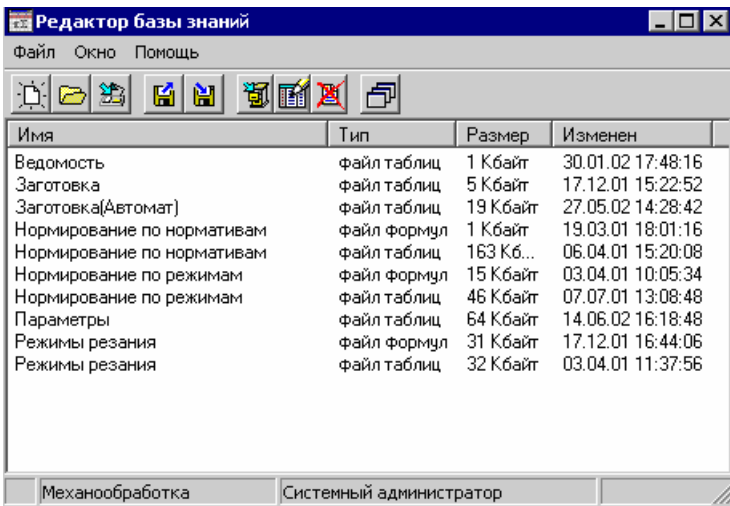 Редактор базы знаний
Файл Окно Помощь
Имя Тип Размер Изменен
Ведомость файл таблиц 1 Кбайт 30.01.02 17:48:16
Заготовка файл таблиц 5 Кбайт 17.12.01 15:22:52
Заготовка(Автомат) файл таблиц 19 Кбайт 27.05.02 14:28:42
Нормирование по нормативам файл формул 1 Кбайт 19.03.01 18:01:16
Нормирование по нормативам файл таблиц 163 Кб... 06.04.01 15:20:08
Нормирование по режимам файл формул 15 Кбайт 03.04.01 10:05:34
Нормирование по режимам файл таблиц 46 Кбайт 07.07.01 13:08:48
Параметры файл таблиц 64 Кбайт 14.06.02 16:18:48
Режимы резания файл формул 31 Кбайт 17.12.01 16:44:06
Режимы резания файл таблиц 32 Кбайт 03.04.01 11:37:56
Механообработка Системный администратор